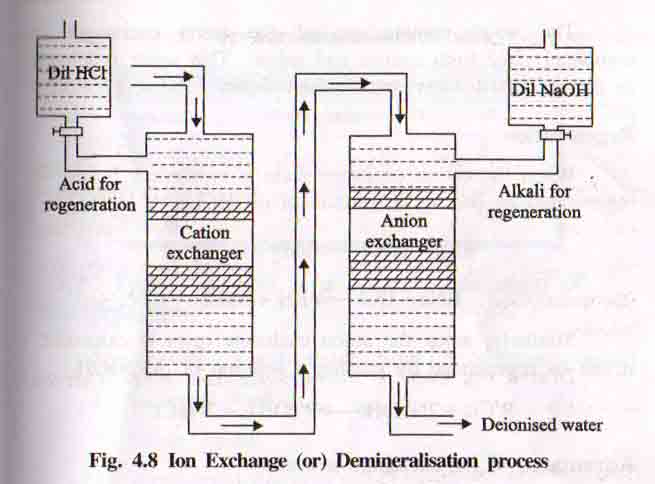 Dil HCl
Dil NaOH
Acid for
regeneration
Cation
exchanger
Anion
exchanger
Alkali for
regeneration
Deionised water
Fig. 4.8 Ion Exchange (or) Demineralisation process